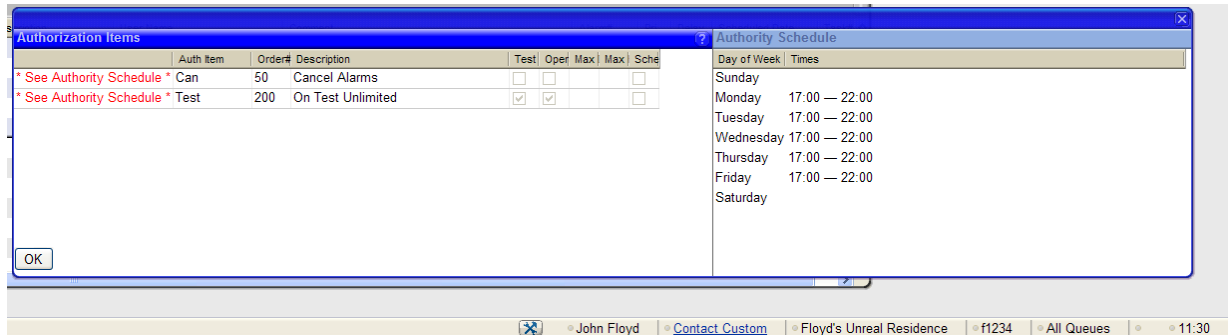 Authorization Items
Auth Item Order# Description Test Oper Max Max Sche
* See Authority Schedule * Can 50 Cancel Alarms
* See Authority Schedule * Test 200 On Test Unlimited
OK
Authority Schedule
Day of Week Times
Sunday
Monday 17:00 — 22:00
Tuesday 17:00 — 22:00
Wednesday 17:00 — 22:00
Thursday 17:00 — 22:00
Friday 17:00 — 22:00
Saturday
John Floyd Contact Custom Floyd's Unreal Residence f1234 All Queues 11:30